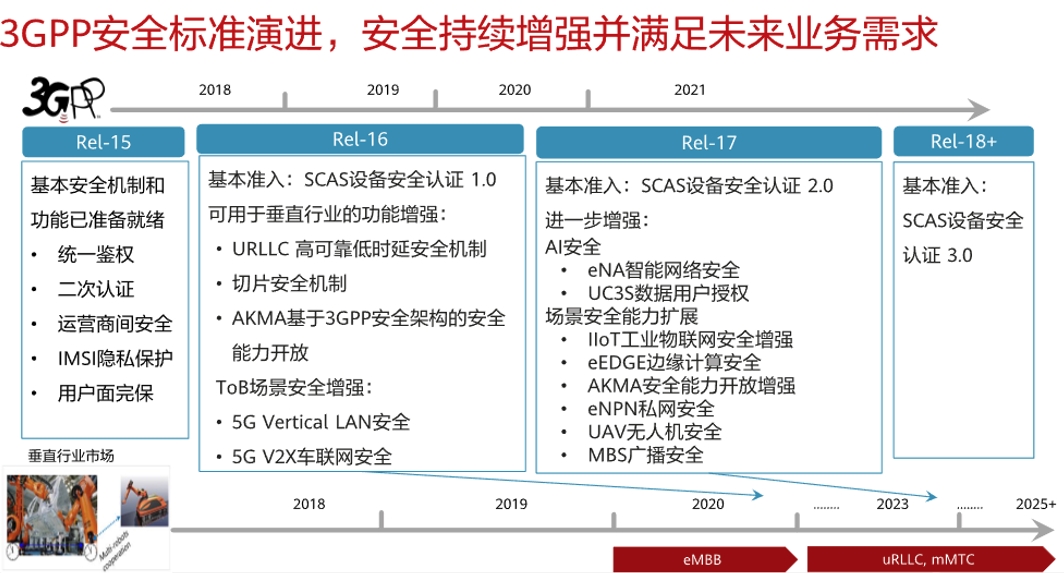 3GPP安全标准演进，安全持续增强并满足未来业务需求
3GPP
2018
2019
2020
2021
Rel-15
基本安全机制和
功能已准备就绪
• 统一鉴权
• 二次认证
• 运营商间安全
• IMSI隐私保护
• 用户面完保
Rel-16
基本准入：SCAS设备安全认证 1.0
可用于垂直行业的功能增强：
• URLLC 高可靠低时延安全机制
• 切片安全机制
• AKMA基于3GPP安全架构的安全
能力开放
ToB场景安全增强：
• 5G Vertical LAN安全
• 5G V2X车联网安全
Rel-17
基本准入：SCAS设备安全认证 2.0
进一步增强：
AI安全
• eNA智能网络安全
• UC3S数据用户授权
场景安全能力扩展
• IIoT工业物联网安全增强
• eEDGE边缘计算安全
• AKMA安全能力开放增强
• eNPN私网安全
• UAV无人机安全
• MBS广播安全
Rel-18+
基本准入：
SCAS设备安全
认证 3.0
垂直行业市场
Multi-robots
cooperation
2018
2019
2020
........
2023
........
2025+
eMBB
uRLLC, mMTC